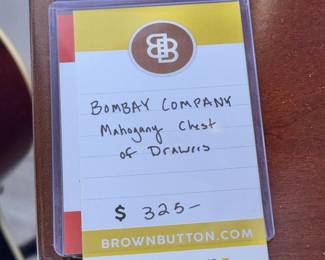 BB
BOMBAY COMPANY
Mahogany Chest
of Drawers
$ 325-
BROWNBUTTON.COM